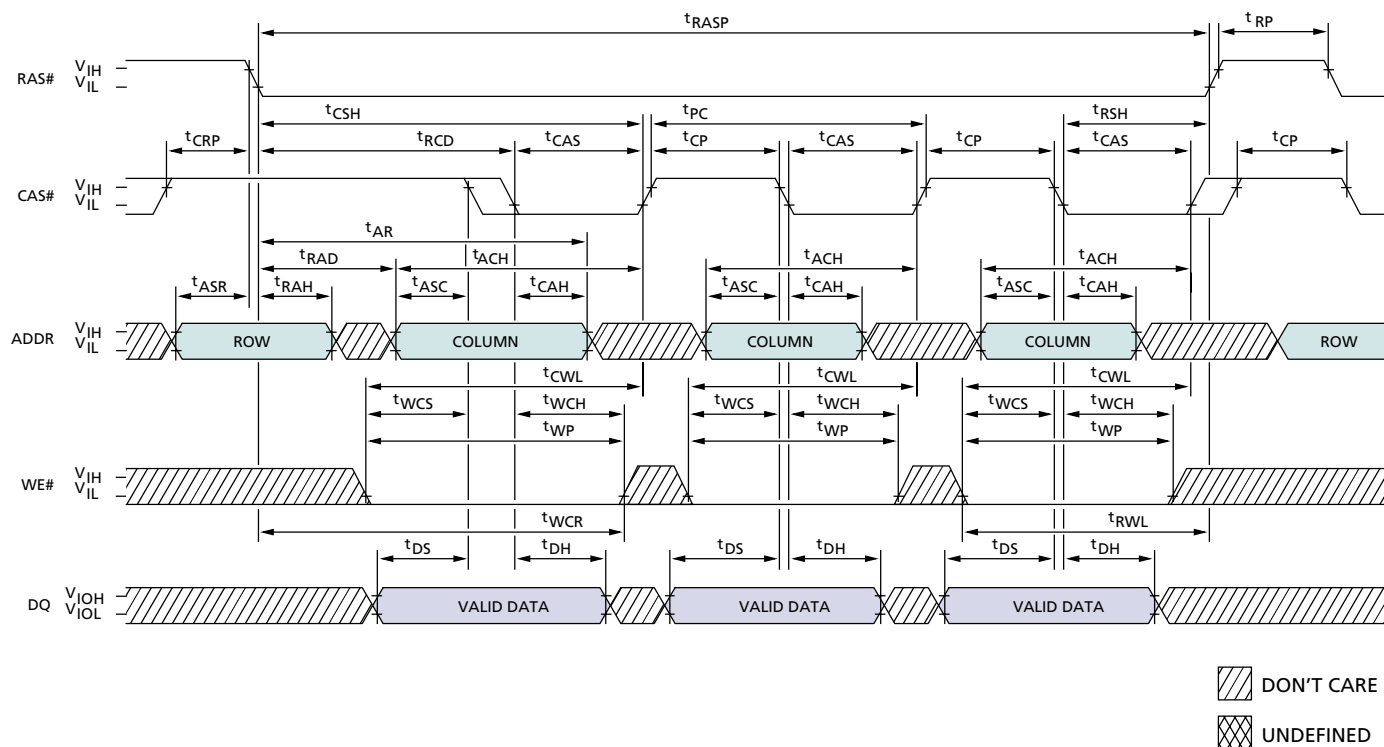 tRASP tRP
RAS# VIH
VIL
tCSH tPC tRSH
tCRP tRCD tCAS tCP tCAS tCP tCAS tCP
CAS# VIH
VIL
tAR
tRAD tACH tACH tACH
tASR tRAH tASC tCAH tASC tCAH tASC tCAH
ADDR VIH
VIL
ROW COLUMN COLUMN COLUMN ROW
tCWL tCWL tCWL
tWCS tWCH tWCS tWCH tWCS tWCH
tWP tWP tWP
WE# VIH
VIL
tWCR tRWL
tDS tDH tDS tDH tDS tDH
DQ VIOH
VIOL
VALID DATA VALID DATA VALID DATA
DON'T CARE
UNDEFINED